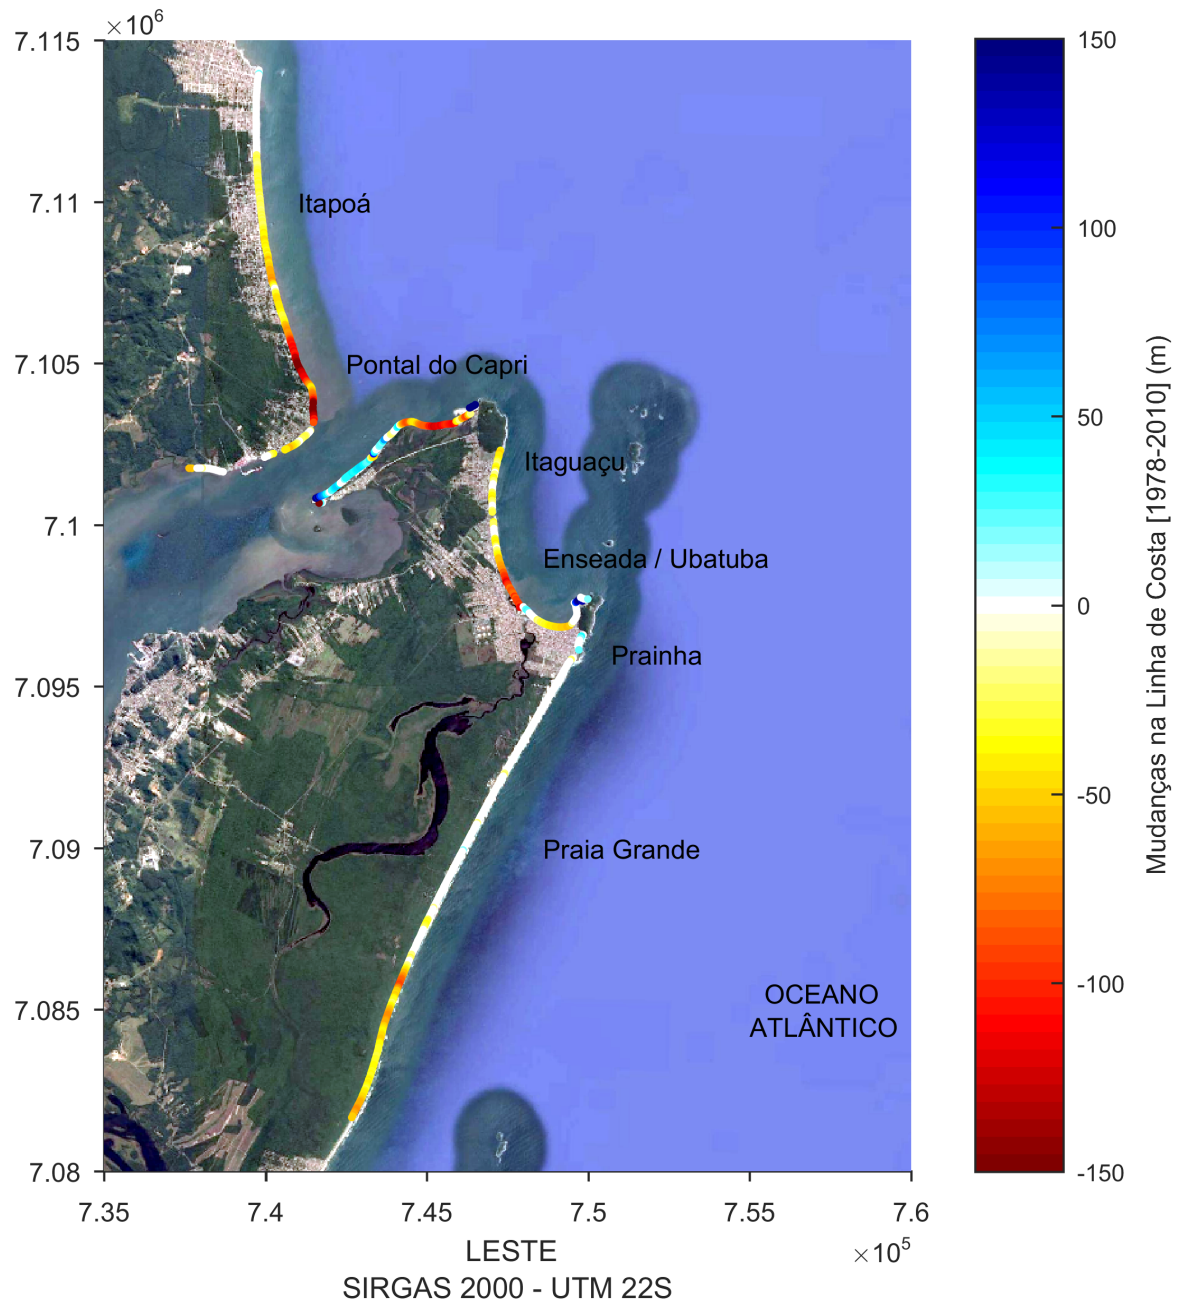 ×10⁶
7.115
7.11
7.105
7.1
7.095
7.09
7.085
7.08
Itapoá
Pontal do Capri
Itaguaçu
Enseada / Ubatuba
Prainha
Praia Grande
OCEANO
ATLÂNTICO
7.35 7.4 7.45 7.5 7.55 7.6
×10⁵
LESTE
SIRGAS 2000 - UTM 22S
150
100
50
0
-50
-100
-150
Mudanças na Linha de Costa [1978-2010] (m)